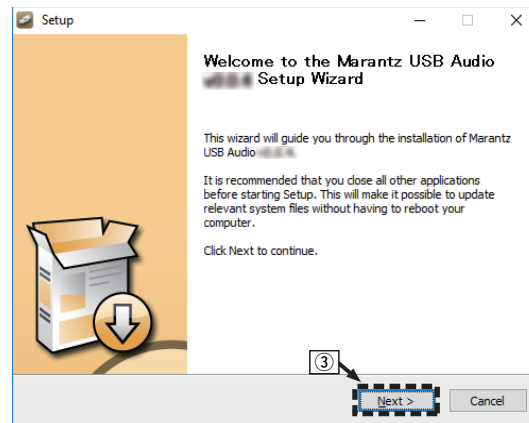 Setup
Welcome to the Marantz USB Audio
Setup Wizard
This wizard will guide you through the installation of Marantz
USB Audio
It is recommended that you close all other applications
before starting Setup. This will make it possible to update
relevant system files without having to reboot your
computer.
Click Next to continue.
③
Next >
Cancel